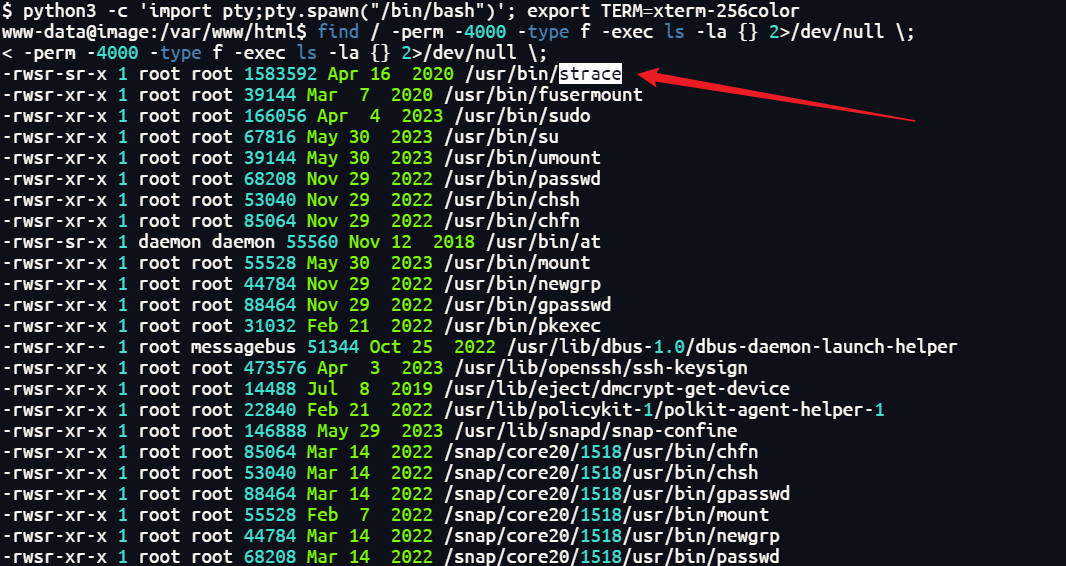 $ python3 -c 'import pty;pty.spawn("/bin/bash")'; export TERM=xterm-256color
www-data@image:/var/www/html$ find / -perm -4000 -type f -exec ls -la {} 2>/dev/null \;
< -perm -4000 -type f -exec ls -la {} 2>/dev/null \;
-rwsr-sr-x 1 root root 1583592 Apr 16  2020 /usr/bin/strace
-rwsr-xr-x 1 root root 39144 Mar  7  2020 /usr/bin/fusermount
-rwsr-xr-x 1 root root 166056 Apr  4  2023 /usr/bin/sudo
-rwsr-xr-x 1 root root 67816 May 30  2023 /usr/bin/su
-rwsr-xr-x 1 root root 39144 May 30  2023 /usr/bin/umount
-rwsr-xr-x 1 root root 68208 Nov 29  2022 /usr/bin/passwd
-rwsr-xr-x 1 root root 53040 Nov 29  2022 /usr/bin/chsh
-rwsr-xr-x 1 root root 85064 Nov 29  2022 /usr/bin/chfn
-rwsr-sr-x 1 daemon daemon 55560 Nov 12  2018 /usr/bin/at
-rwsr-xr-x 1 root root 55528 May 30  2023 /usr/bin/mount
-rwsr-xr-x 1 root root 44784 Nov 29  2022 /usr/bin/newgrp
-rwsr-xr-x 1 root root 88464 Nov 29  2022 /usr/bin/gpasswd
-rwsr-xr-x 1 root root 31032 Feb 21  2022 /usr/bin/pkexec
-rwsr-xr-- 1 root messagebus 51344 Oct 25  2022 /usr/lib/dbus-1.0/dbus-daemon-launch-helper
-rwsr-xr-x 1 root root 473576 Apr  3  2023 /usr/lib/openssh/ssh-keysign
-rwsr-xr-x 1 root root 14488 Jul  8  2019 /usr/lib/eject/dmcrypt-get-device
-rwsr-xr-x 1 root root 22840 Feb 21  2022 /usr/lib/policykit-1/polkit-agent-helper-1
-rwsr-xr-x 1 root root 146888 May 29  2023 /usr/lib/snapd/snap-confine
-rwsr-xr-x 1 root root 85064 Mar 14  2022 /snap/core20/1518/usr/bin/chfn
-rwsr-xr-x 1 root root 53040 Mar 14  2022 /snap/core20/1518/usr/bin/chsh
-rwsr-xr-x 1 root root 88464 Mar 14  2022 /snap/core20/1518/usr/bin/gpasswd
-rwsr-xr-x 1 root root 55528 Feb  7  2022 /snap/core20/1518/usr/bin/mount
-rwsr-xr-x 1 root root 44784 Mar 14  2022 /snap/core20/1518/usr/bin/newgrp
-rwsr-xr-x 1 root root 68208 Mar 14  2022 /snap/core20/1518/usr/bin/passwd